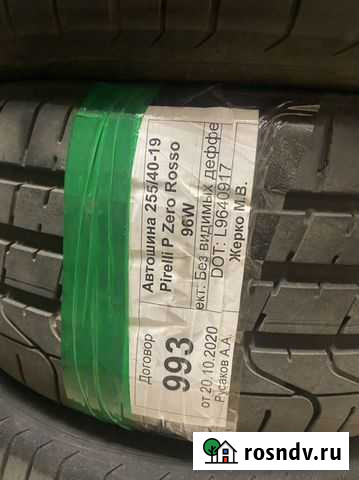 Договор
993
от 20.10.2020
Русаков А.А
Автошина 255/40-19
Pirelli P Zero Rosso
96W
ект: Без видимых деффе
DOT: L9640917
Жерко М.В.
rosndv.ru